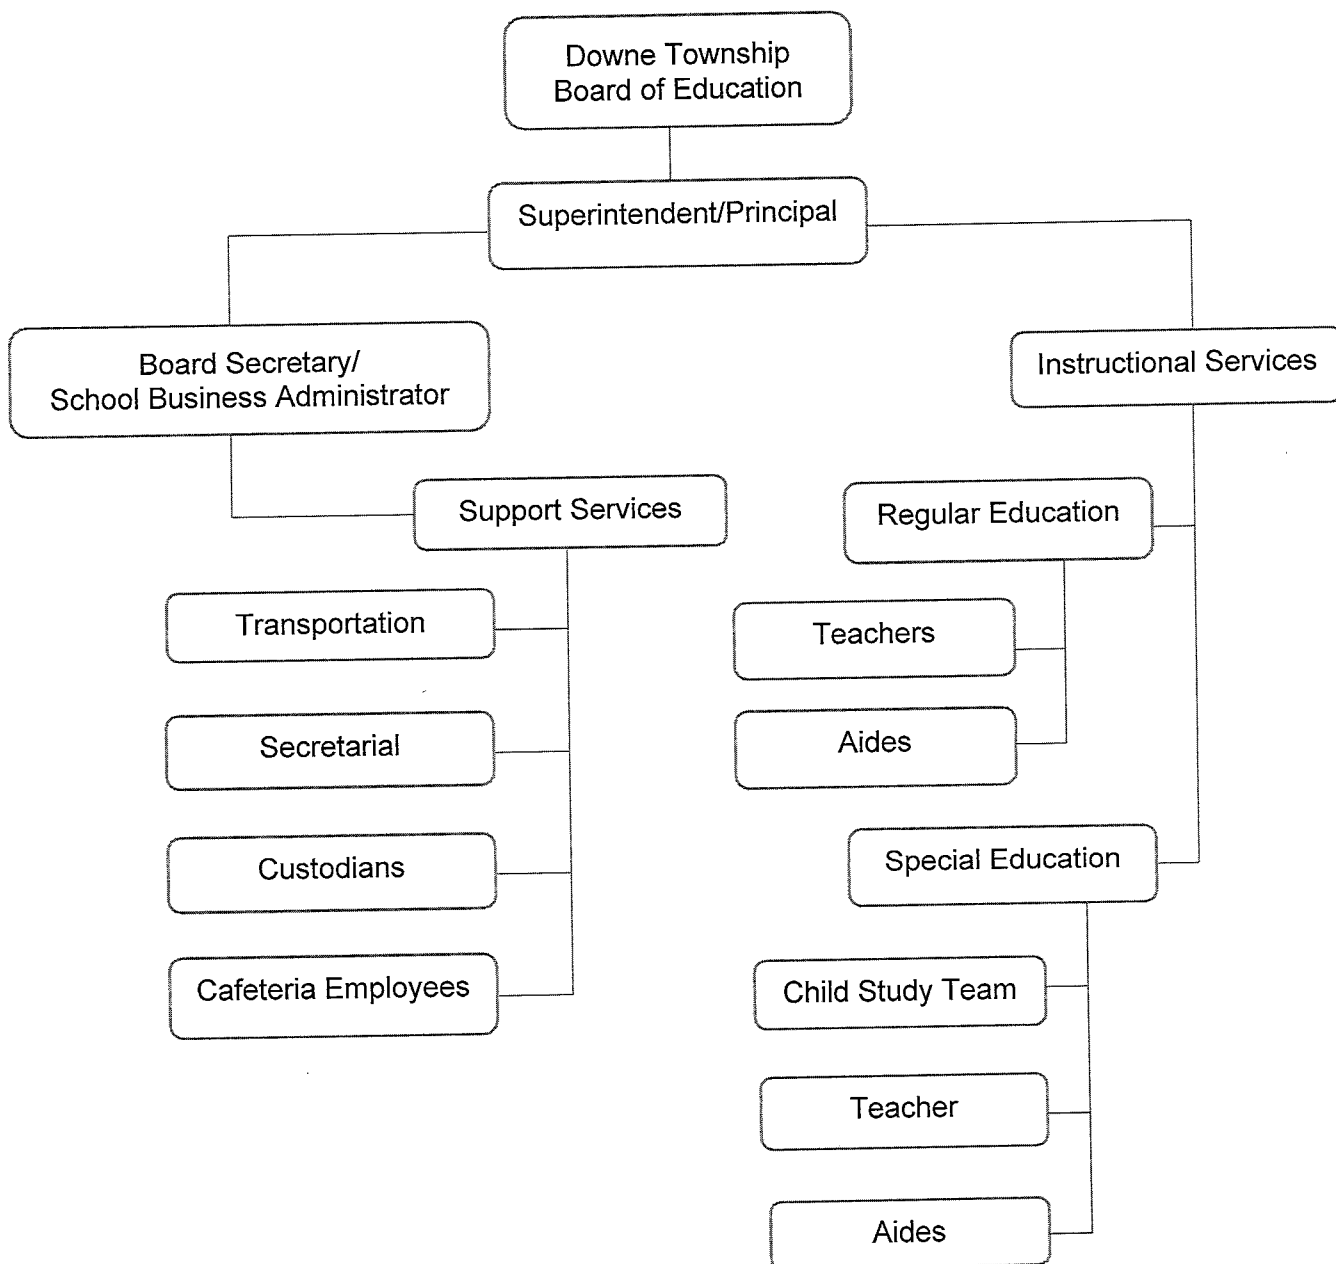 Downe Township
Board of Education
Superintendent/Principal
Board Secretary/
School Business Administrator
Instructional Services
Support Services
Regular Education
Transportation
Teachers
Secretarial
Aides
Custodians
Special Education
Cafeteria Employees
Child Study Team
Teacher
Aides